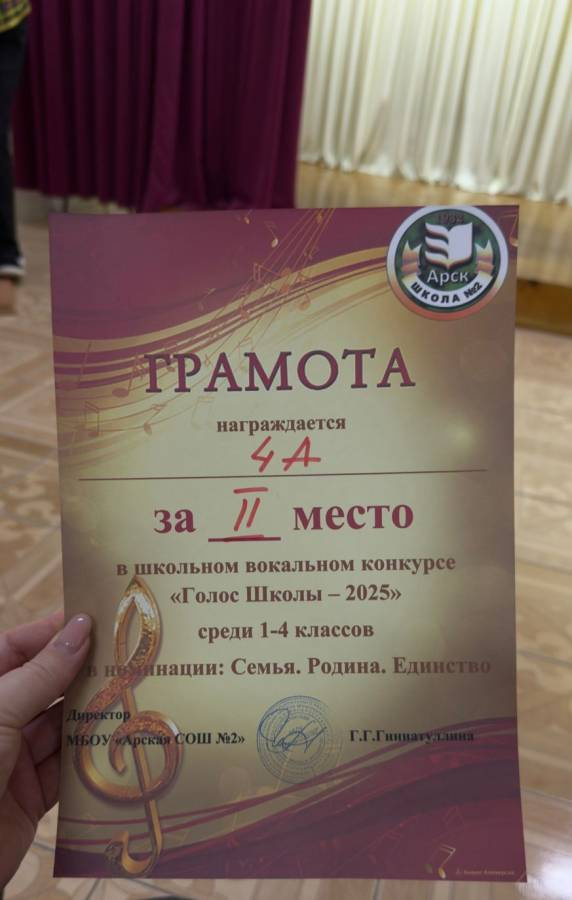 1932
Арск
ШКОЛА №2
ГРАМОТА
награждается
4А
за II место
в школьном вокальном конкурсе
«Голос Школы – 2025»
среди 1-4 классов
в номинации: Семья. Родина. Единство
Директор
МБОУ «Арская СОШ №2»
Г.Г.Гиниатуллина